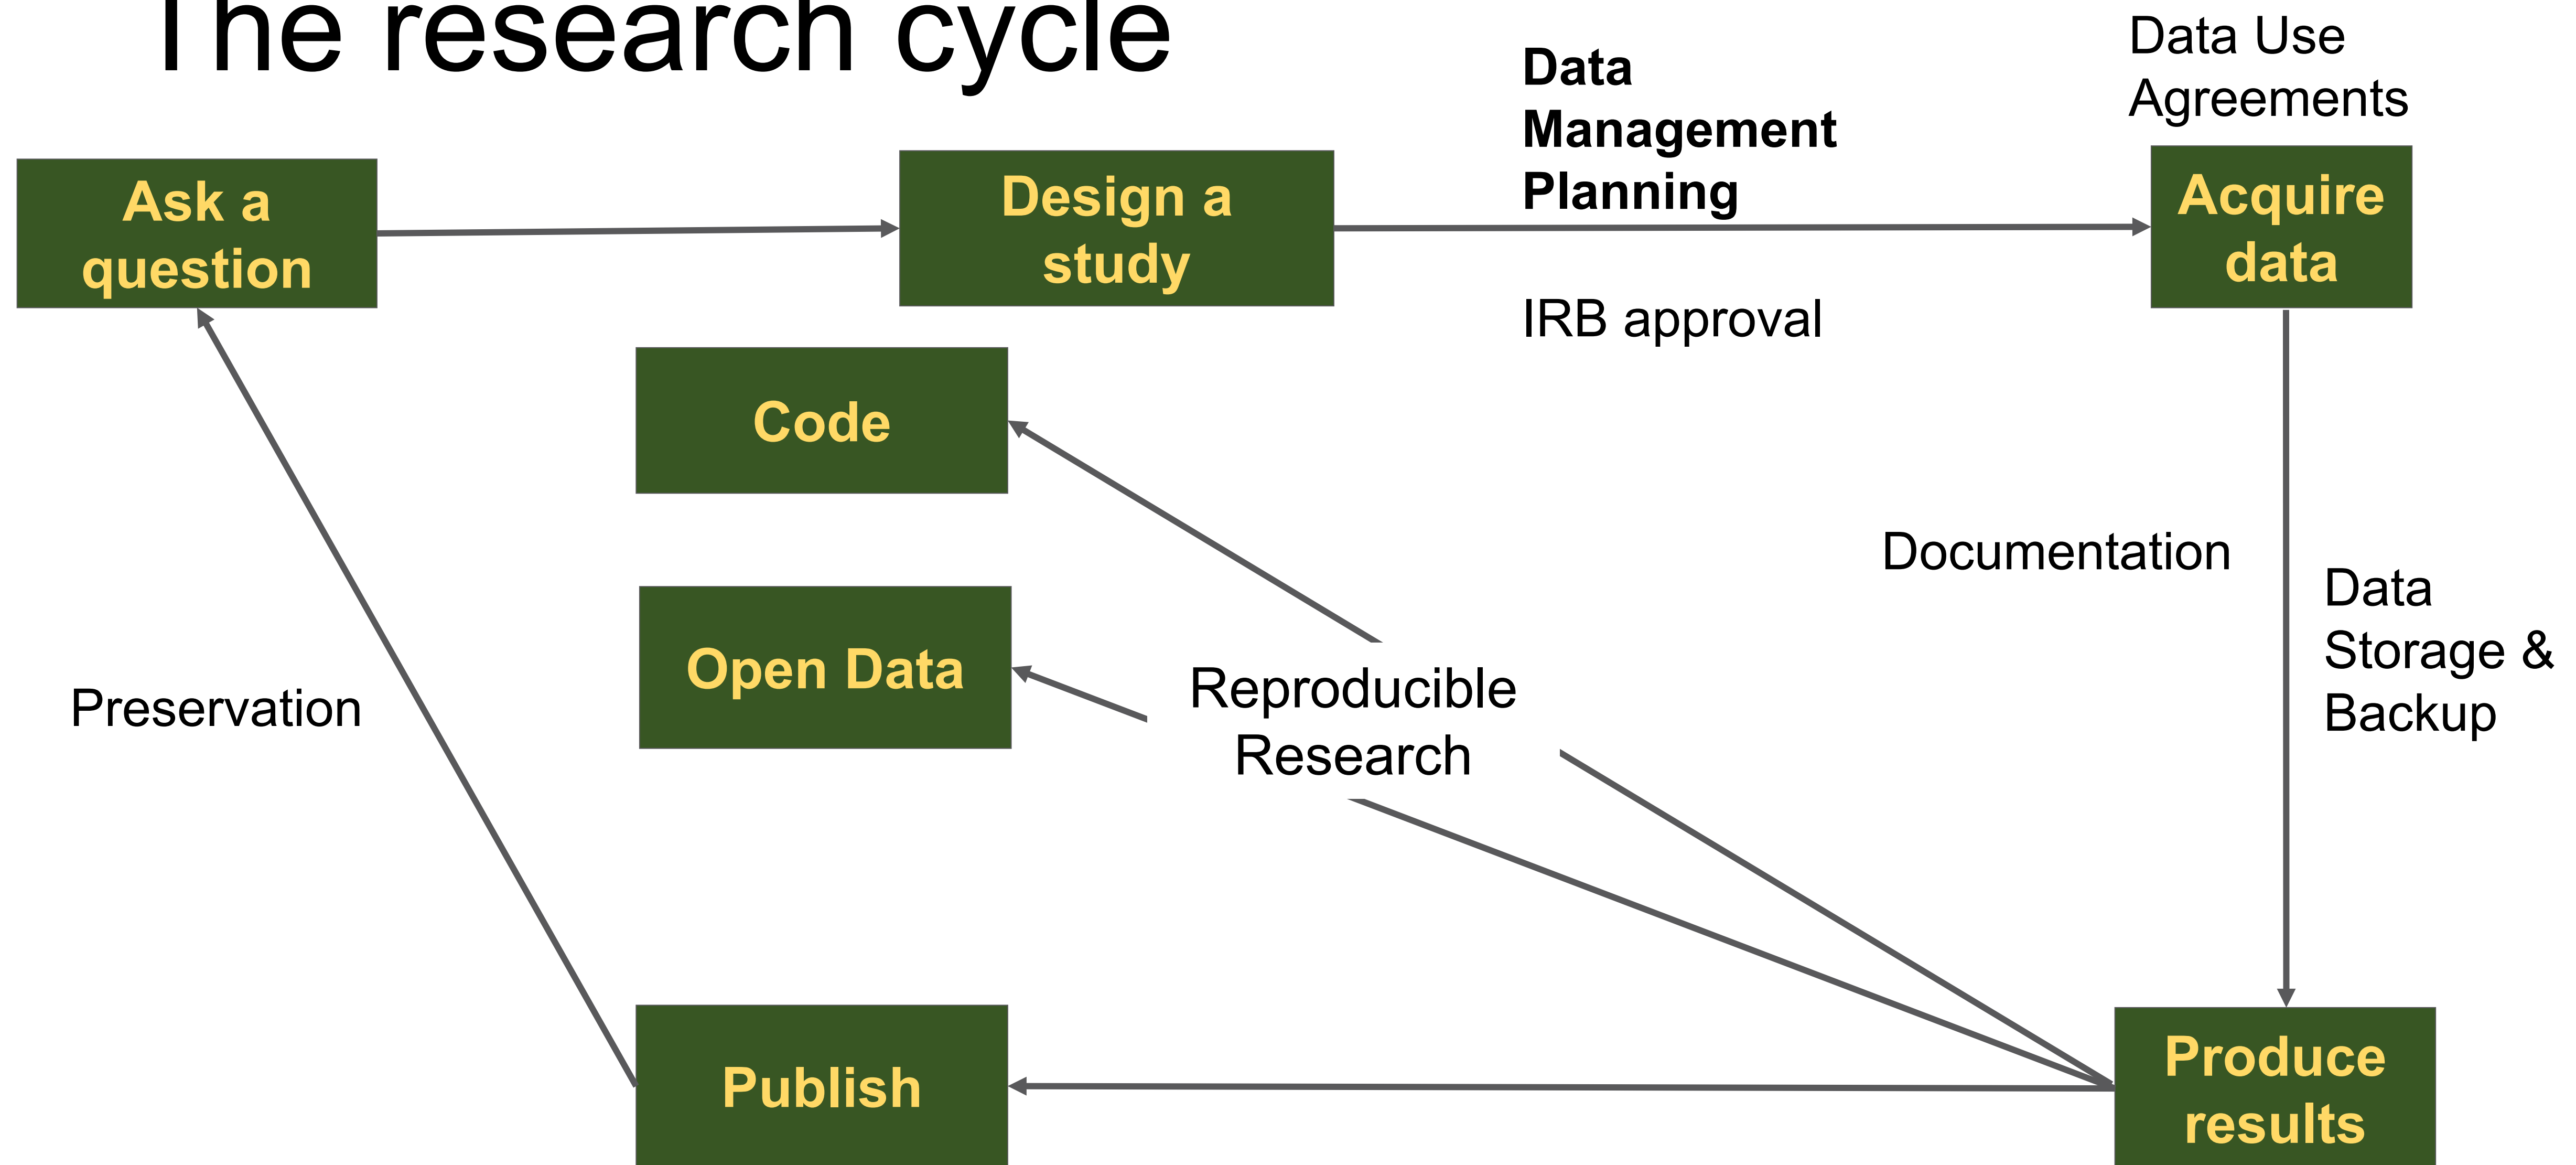 The research cycle
Data Use
Agreements
Data
Management
Planning
Ask a
question
Design a
study
Acquire
data
IRB approval
Code
Documentation
Data
Storage &
Backup
Open Data
Reproducible
Research
Preservation
Publish
Produce
results